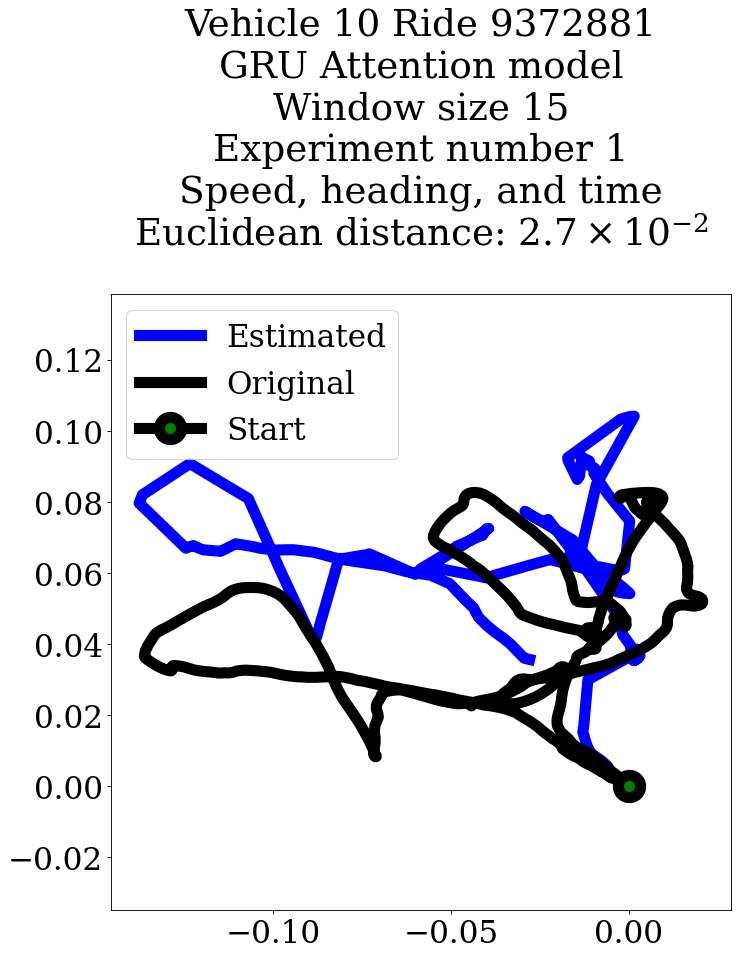 Vehicle 10 Ride 9372881
GRU Attention model
Window size 15
Experiment number 1
Speed, heading, and time
Euclidean distance: 2.7 × 10⁻²
Estimated
Original
Start
0.12
0.10
0.08
0.06
0.04
0.02
0.00
−0.02
−0.10
−0.05
0.00